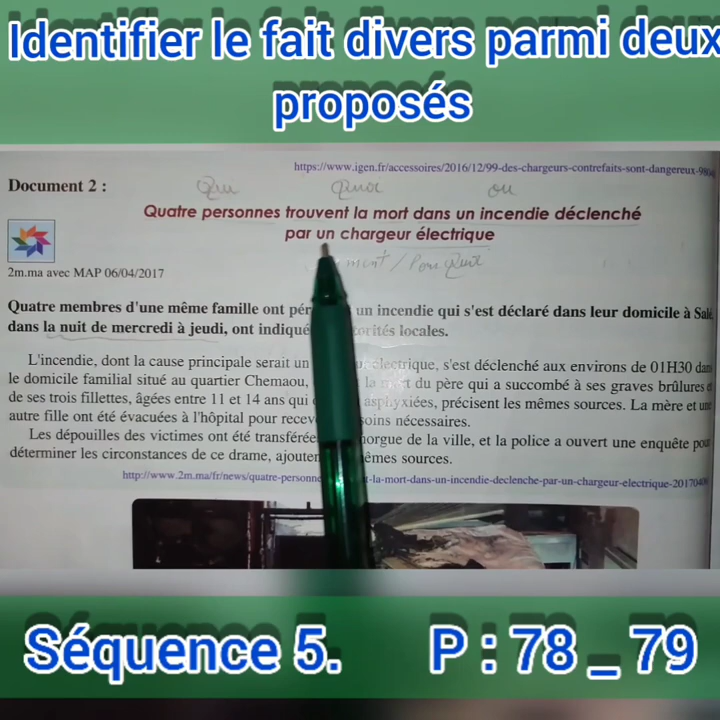 Identifier le fait divers parmi deux
proposés
https://www.igen.fr/accessoires/2016/12/99-des-chargeurs-contrefaits-sont-dangereux-980
Document 2 :
Qui Quoi ou
Quatre personnes trouvent la mort dans un incendie déclenché
par un chargeur électrique
ment / Pour Quoi
2m.ma avec MAP 06/04/2017
Quatre membres d'une même famille ont pér un incendie qui s'est déclaré dans leur domicile à Salé
dans la nuit de mercredi à jeudi, ont indiqué orités locales.
L'incendie, dont la cause principale serait un électrique, s'est déclenché aux environs de 01H30 dans
le domicile familial situé au quartier Chemaou, la mort du père qui a succombé à ses graves brûlures
de ses trois fillettes, âgées entre 11 et 14 ans qui asphyxiées, précisent les mêmes sources. La mère et une
autre fille ont été évacuées à l'hôpital pour recev soins nécessaires.
Les dépouilles des victimes ont été transférée morgue de la ville, et la police a ouvert une enquête pou
déterminer les circonstances de ce drame, ajouten êmes sources.
http://www.2m.ma/fr/news/quatre-personne t-la-mort-dans-un-incendie-declenche-par-un-chargeur-electrique-2017040
Séquence 5. P : 78 _ 79